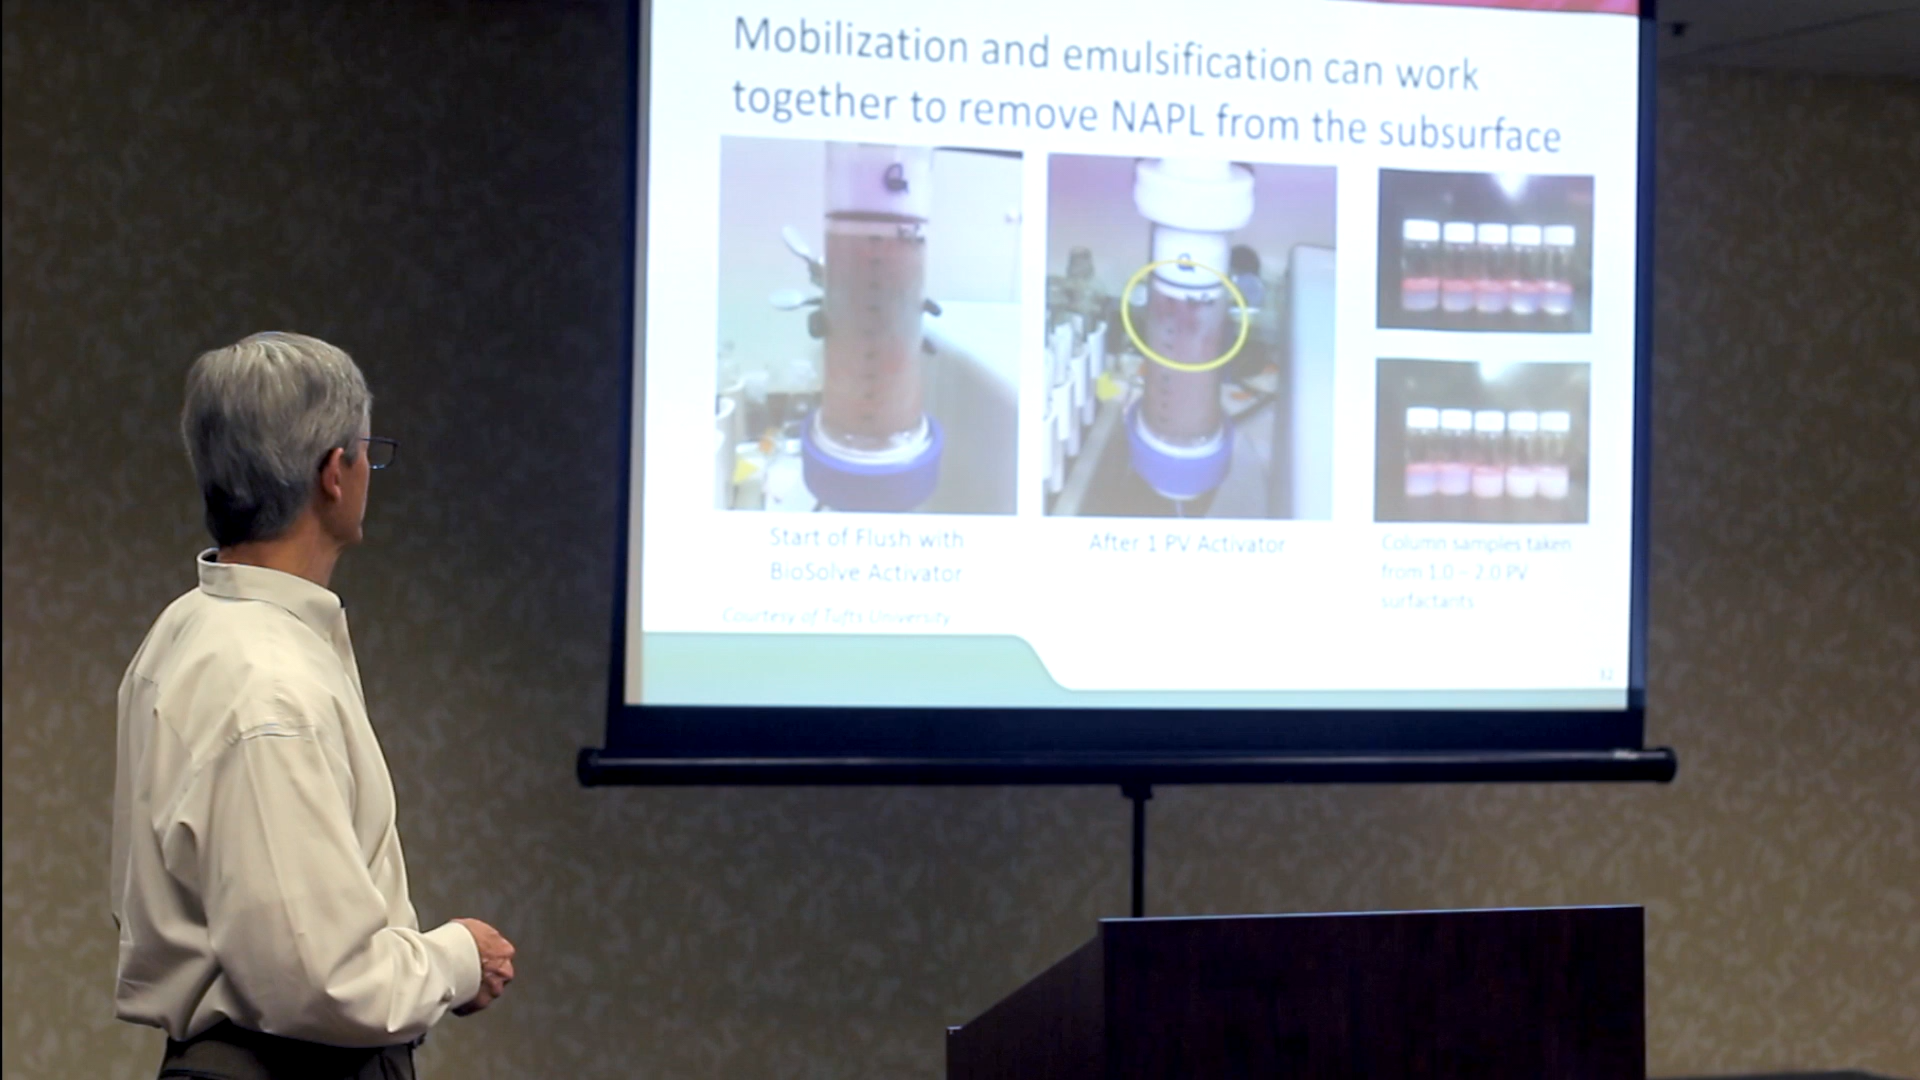 Mobilization and emulsification can work
together to remove NAPL from the subsurface
Start of Flush with
BioSolve Activator
After 1 PV Activator
Column samples taken
from 1.0 - 2.0 PV
surfactants
Courtesy of Tufts University